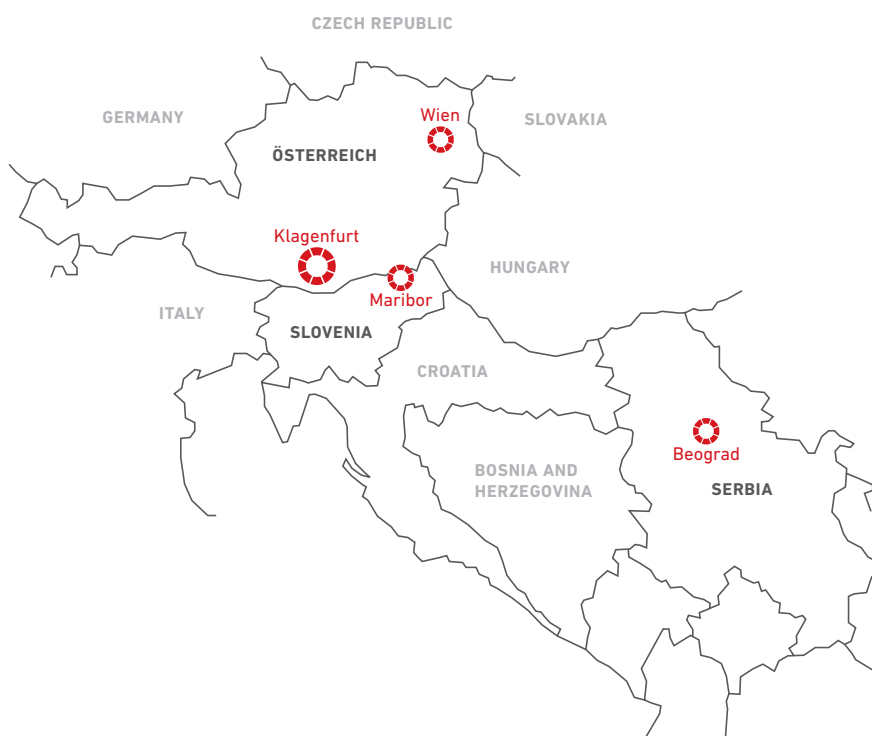 CZECH REPUBLIC
GERMANY
Wien
SLOVAKIA
ÖSTERREICH
Klagenfurt
HUNGARY
Maribor
ITALY
SLOVENIA
CROATIA
Beograd
BOSNIA AND
HERZEGOVINA
SERBIA